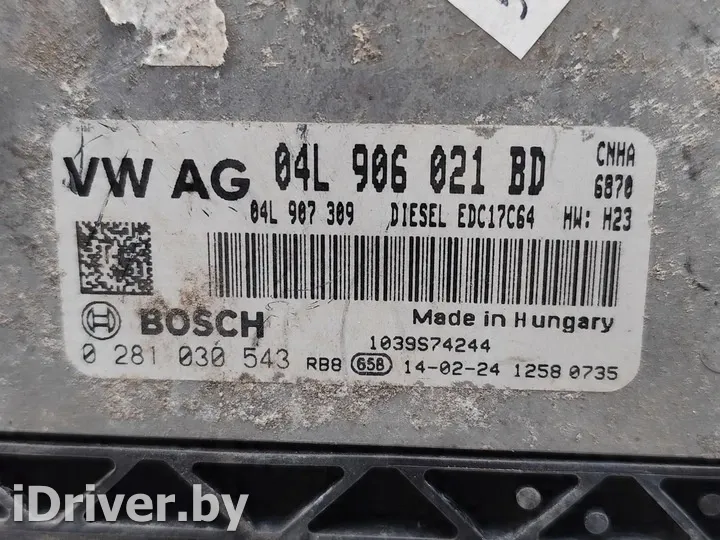 VW AG 04L 906 021 BD CNHA
6870
04L 907 309 DIESEL EDC17C64 HW: H23
BOSCH Made in Hungary
1039S74244
0 281 030 543 RB8 658 14-02-24 1258 0735
iDriver.by